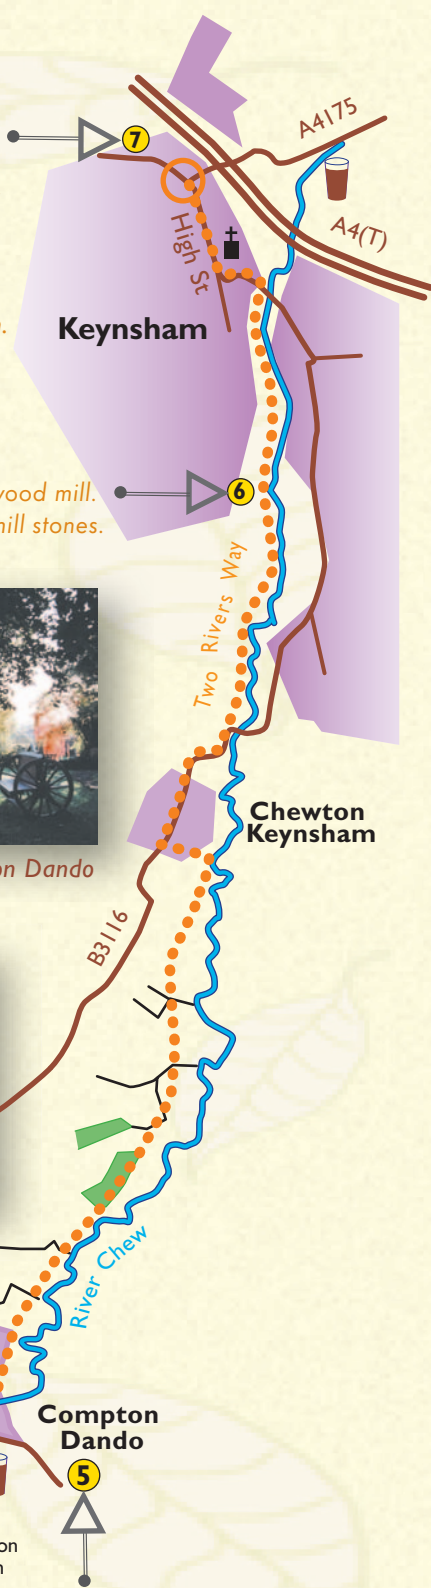 7
A4175
A4(T)
High St
Keynsham
wood mill.
6
mill stones.
Two Rivers Way
Chewton
Keynsham
on Dando
B3116
River Chew
Compton
Dando
5
on